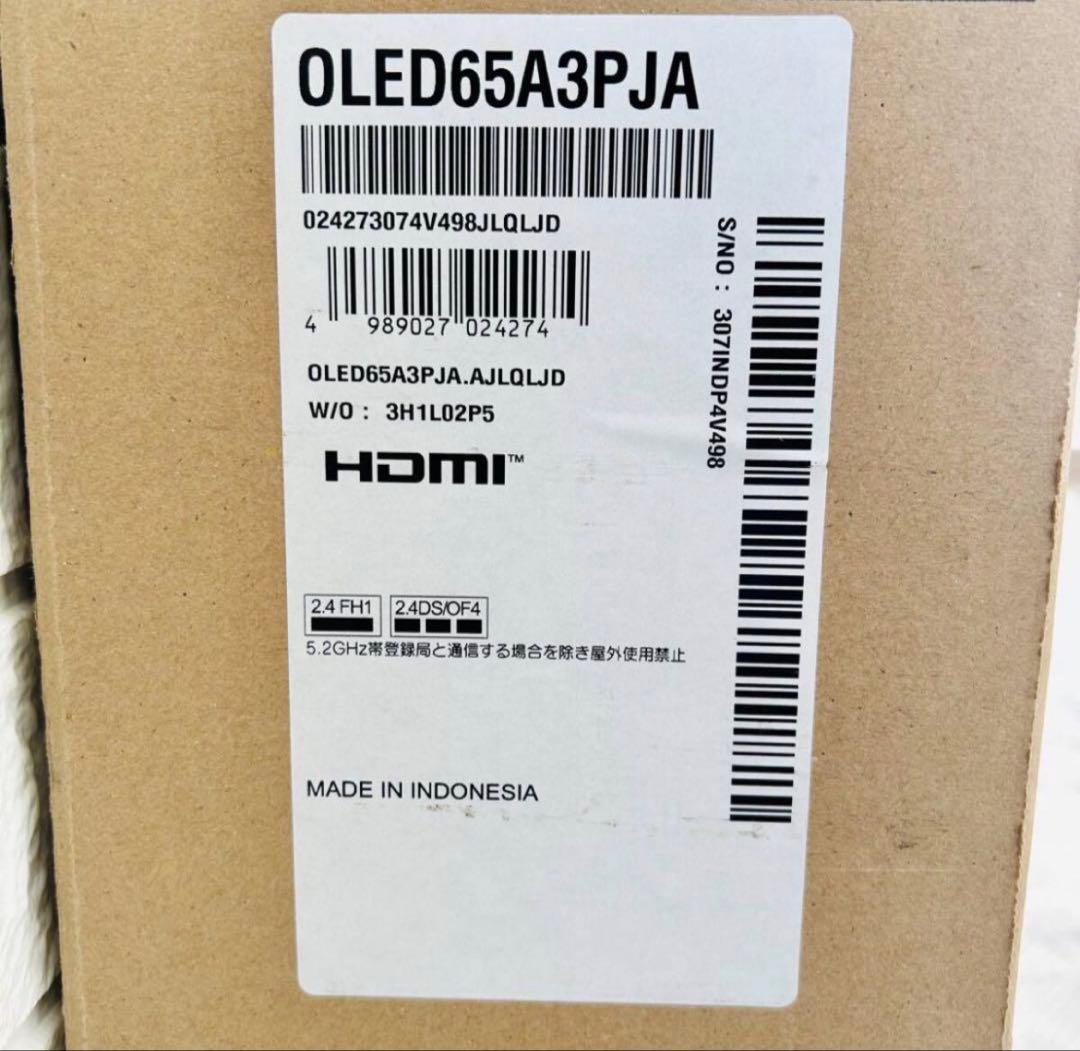 OLED65A3PJA
024273074V498JLQLJD
4 989027 024274
S/NO : 307INDP4V498
OLED65A3PJA.AJLQLJD
W/O : 3H1L02P5
HDMI™
2.4 FH1 2.4DS/OF4
5.2GHz帯登録局と通信する場合を除き屋外使用禁止
MADE IN INDONESIA